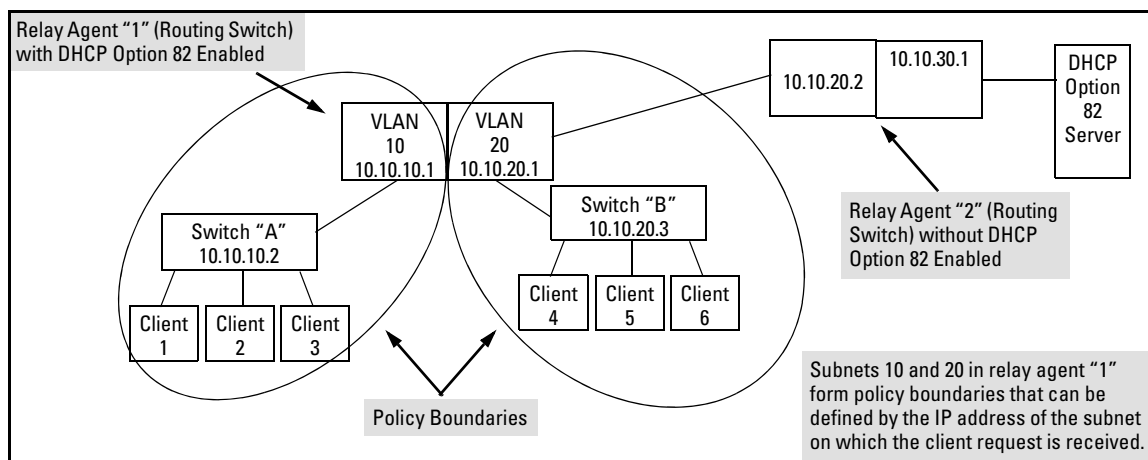 Relay Agent “1” (Routing Switch)
with DHCP Option 82 Enabled
VLAN
10
10.10.10.1
VLAN
20
10.10.20.1
10.10.20.2
10.10.30.1
DHCP
Option
82
Server
Switch “A”
10.10.10.2
Switch “B”
10.10.20.3
Relay Agent “2” (Routing
Switch) without DHCP
Option 82 Enabled
Client
1
Client
2
Client
3
Client
4
Client
5
Client
6
Policy Boundaries
Subnets 10 and 20 in relay agent “1”
form policy boundaries that can be
defined by the IP address of the subnet
on which the client request is received.